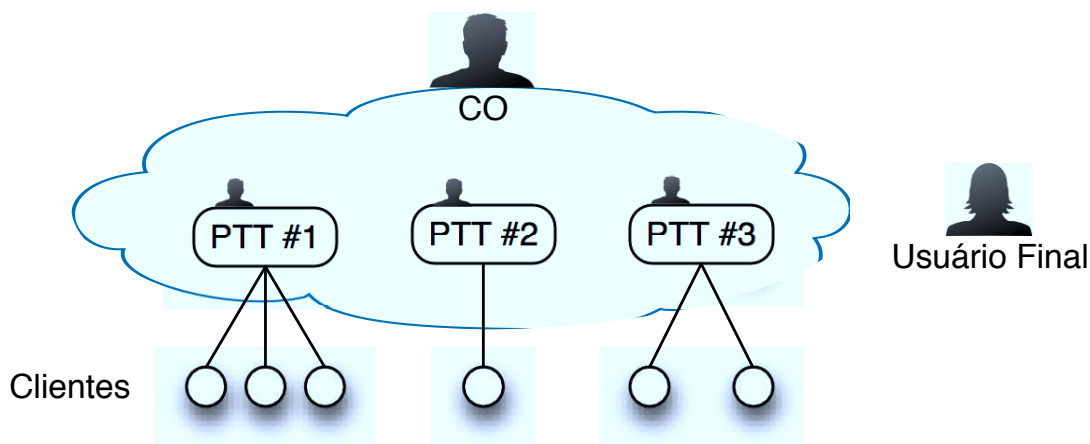 CO
PTT #1
PTT #2
PTT #3
Usuário Final
Clientes